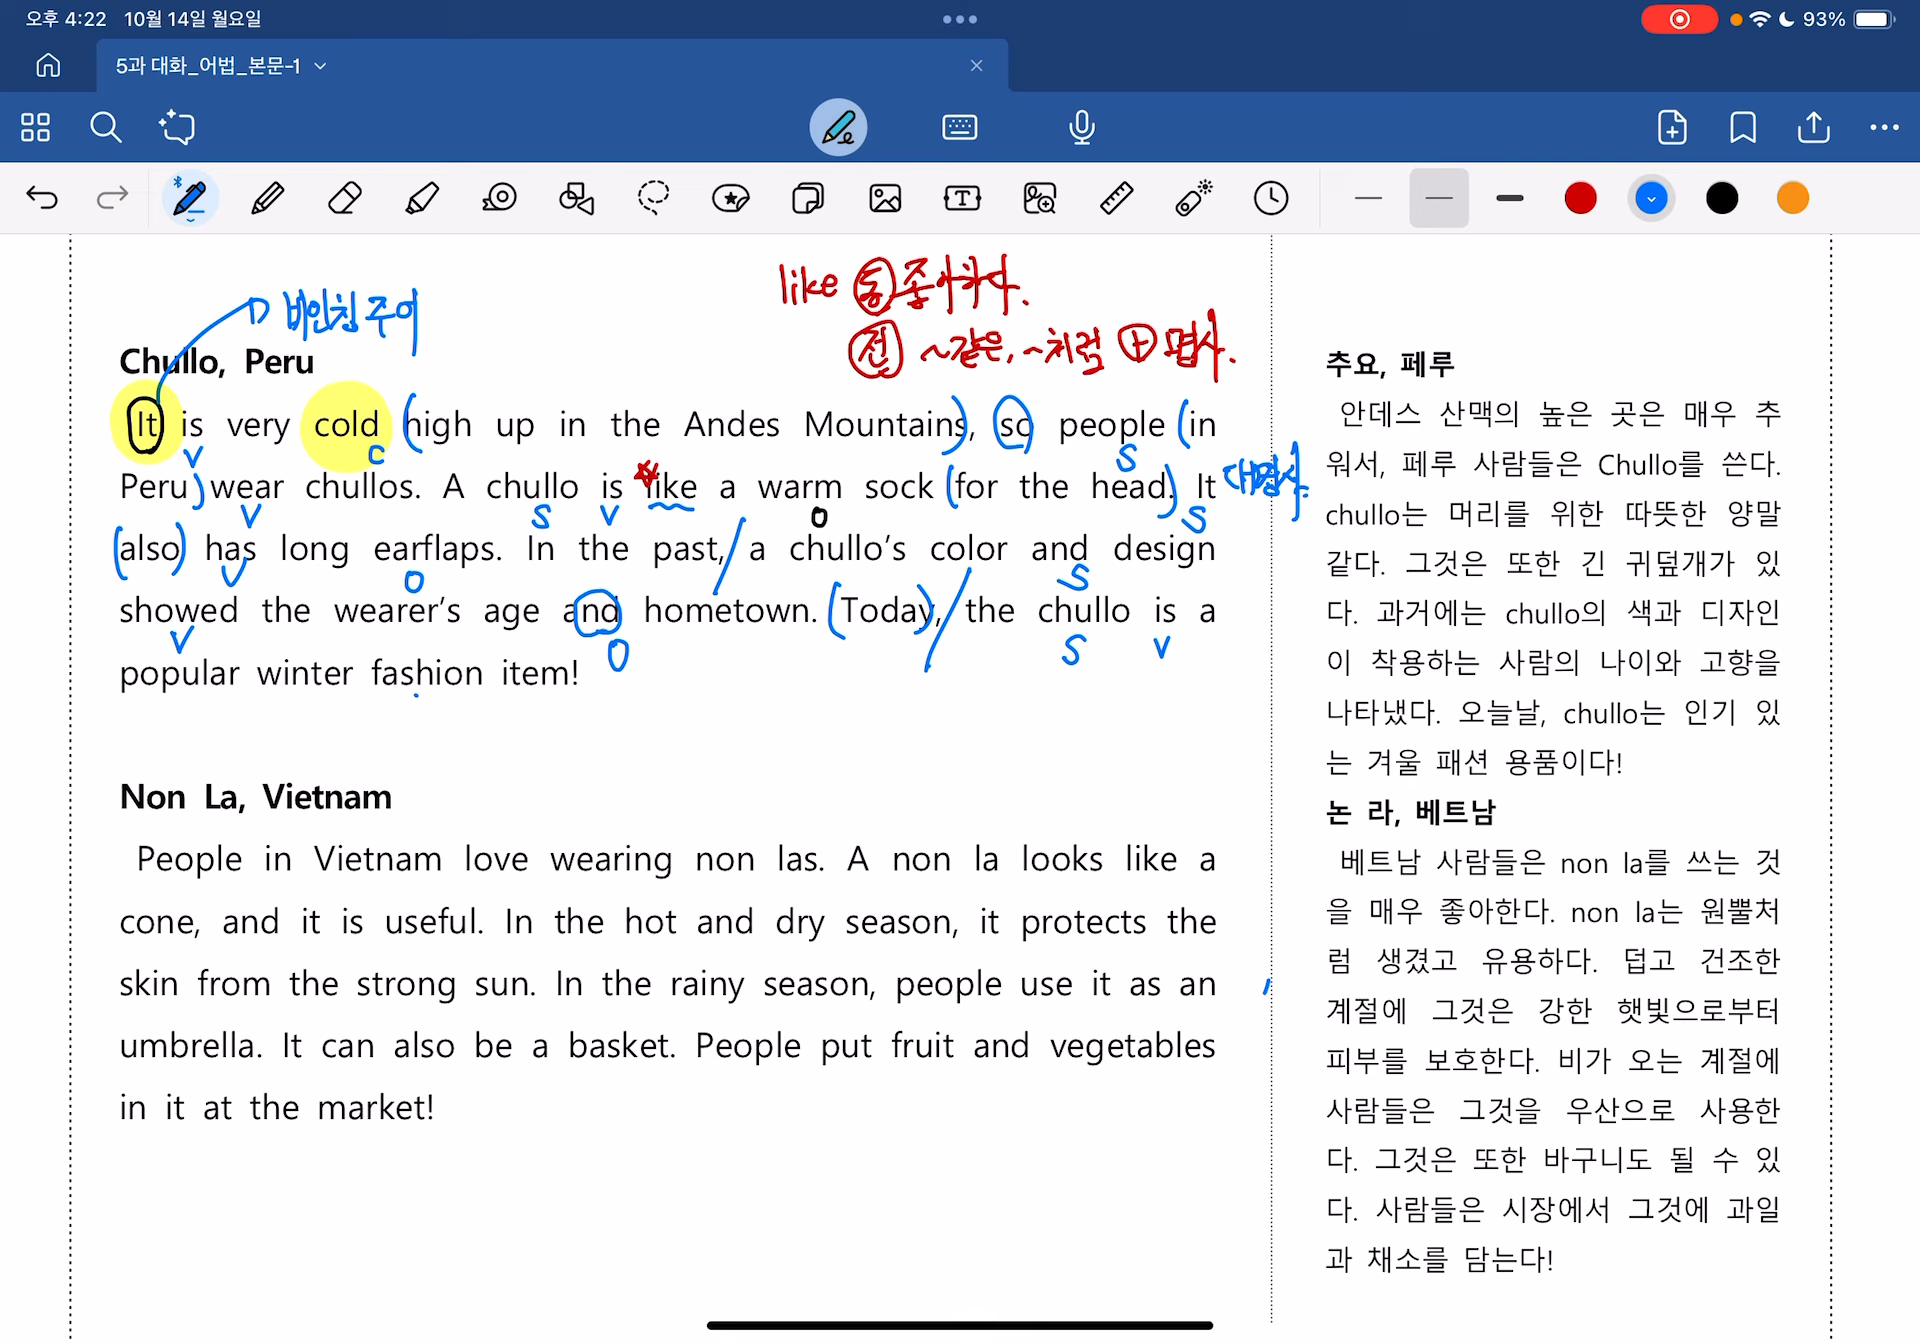 오후 4:22 10월 14일 월요일
93%
5과 대화_어법_본문-1
like 동 좋아하다.
전 ~같은, ~처럼 + 명사.
비인칭 주어
Chullo, Peru
It is very cold high up in the Andes Mountains, so people in
V C S
Peru wear chullos. A chullo is like a warm sock for the head. It 대명사
V S V O S
also has long earflaps. In the past, a chullo's color and design
V O S
showed the wearer's age and hometown. Today, the chullo is a
V O S V
popular winter fashion item!
Non La, Vietnam
People in Vietnam love wearing non las. A non la looks like a
cone, and it is useful. In the hot and dry season, it protects the
skin from the strong sun. In the rainy season, people use it as an
umbrella. It can also be a basket. People put fruit and vegetables
in it at the market!
추요, 페루
안데스 산맥의 높은 곳은 매우 추
워서, 페루 사람들은 Chullo를 쓴다.
chullo는 머리를 위한 따뜻한 양말
같다. 그것은 또한 긴 귀덮개가 있
다. 과거에는 chullo의 색과 디자인
이 착용하는 사람의 나이와 고향을
나타냈다. 오늘날, chullo는 인기 있
는 겨울 패션 용품이다!
논 라, 베트남
베트남 사람들은 non la를 쓰는 것
을 매우 좋아한다. non la는 원뿔처
럼 생겼고 유용하다. 덥고 건조한
계절에 그것은 강한 햇빛으로부터
피부를 보호한다. 비가 오는 계절에
사람들은 그것을 우산으로 사용한
다. 그것은 또한 바구니도 될 수 있
다. 사람들은 시장에서 그것에 과일
과 채소를 담는다!